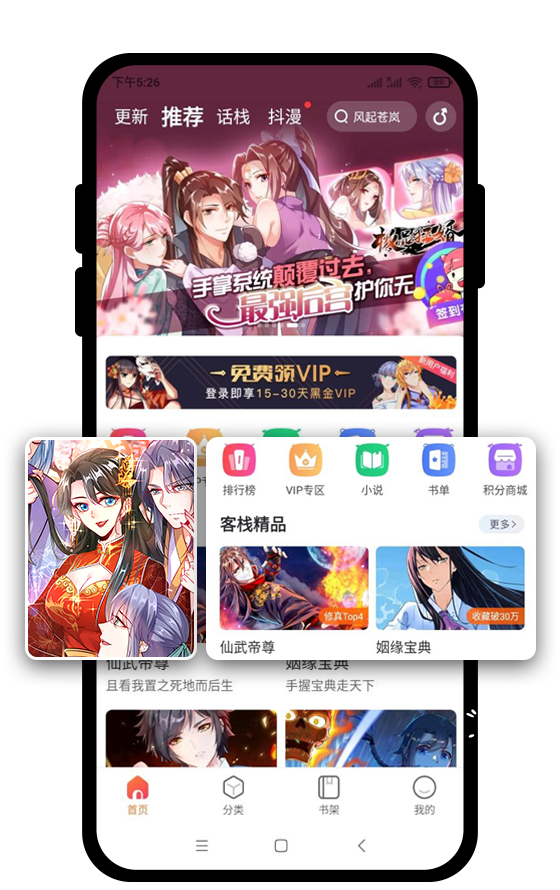 下午5:26
更新 推荐 话栈 抖漫
风起苍岚
手掌系统颠覆过去，
最强后宫护你无
签到
免费领VIP
登录即享15-30天黑金VIP
新用户福利
排行榜 VIP专区 小说 书单 积分商城
客栈精品
更多>
修真Top4
收藏破30万
仙武帝尊 姻缘宝典
仙武帝尊 姻缘宝典
且看我置之死地而后生 手握宝典走天下
首页 分类 书架 我的